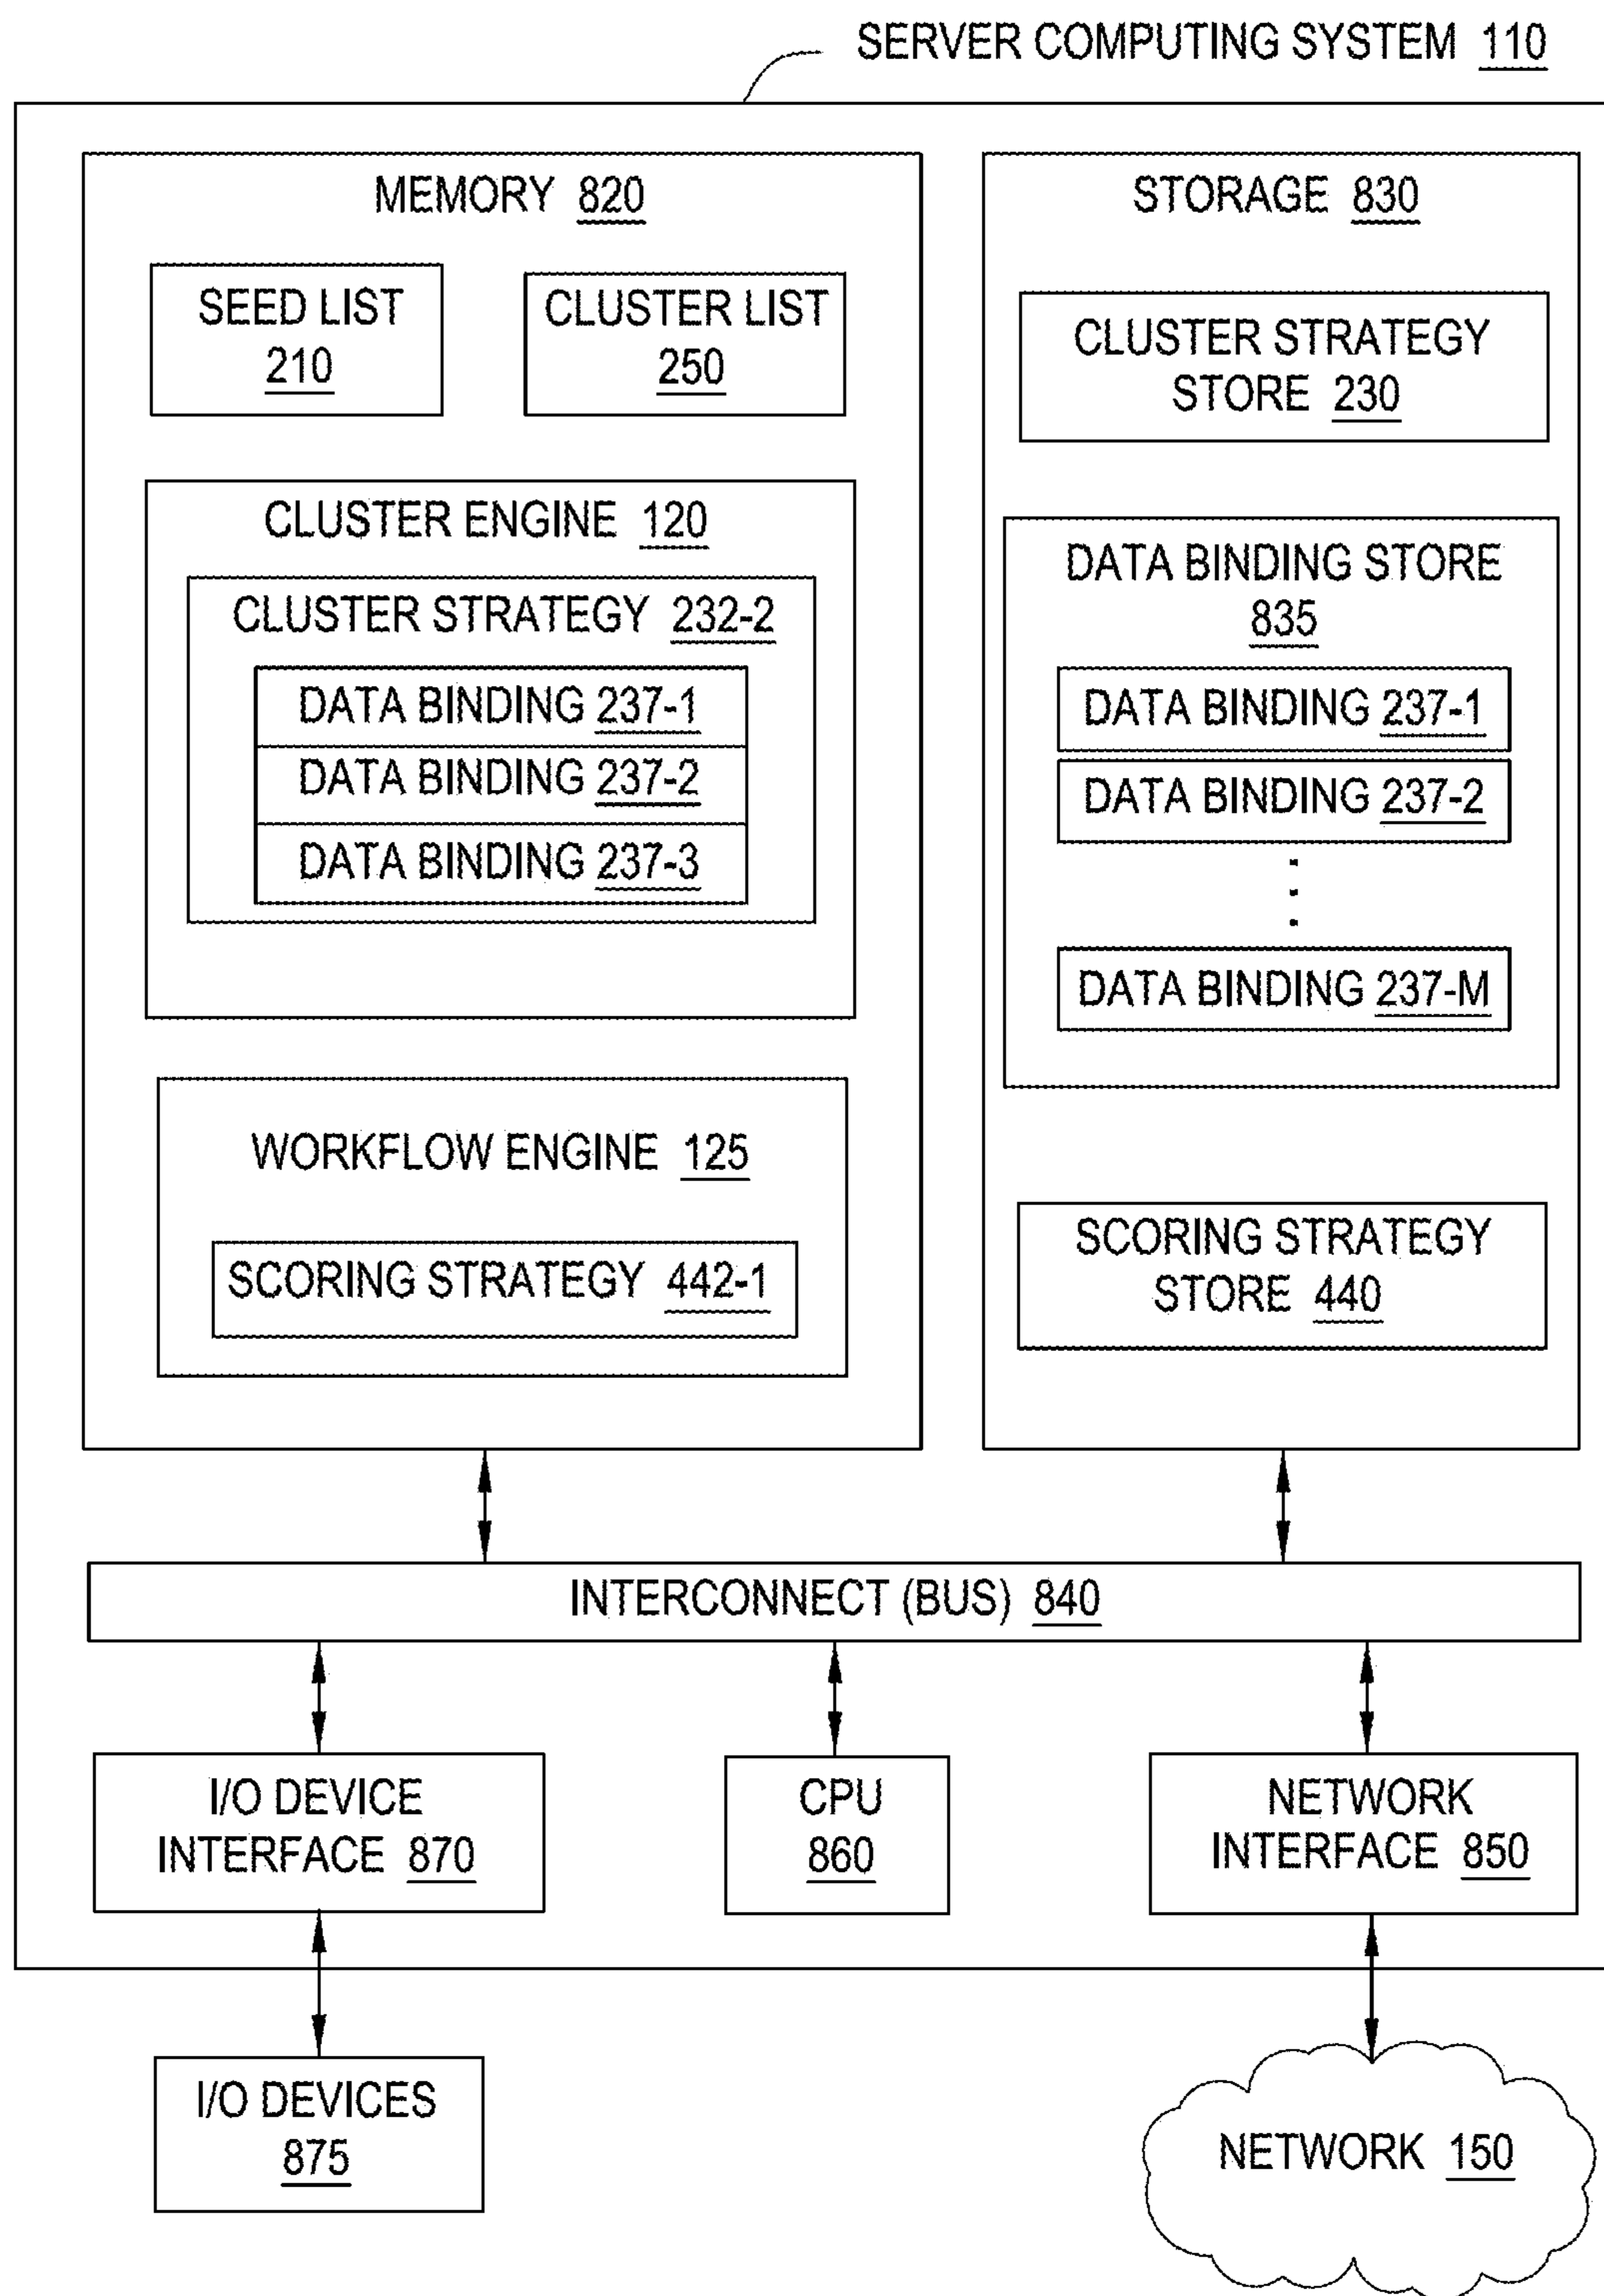 SERVER COMPUTING SYSTEM 110
MEMORY 820
SEED LIST
210
CLUSTER LIST
250
CLUSTER ENGINE 120
CLUSTER STRATEGY 232-2
DATA BINDING 237-1
DATA BINDING 237-2
DATA BINDING 237-3
WORKFLOW ENGINE 125
SCORING STRATEGY 442-1
STORAGE 830
CLUSTER STRATEGY
STORE 230
DATA BINDING STORE
835
DATA BINDING 237-1
DATA BINDING 237-2
DATA BINDING 237-M
SCORING STRATEGY
STORE 440
INTERCONNECT (BUS) 840
I/O DEVICE
INTERFACE 870
CPU
860
NETWORK
INTERFACE 850
I/O DEVICES
875
NETWORK 150